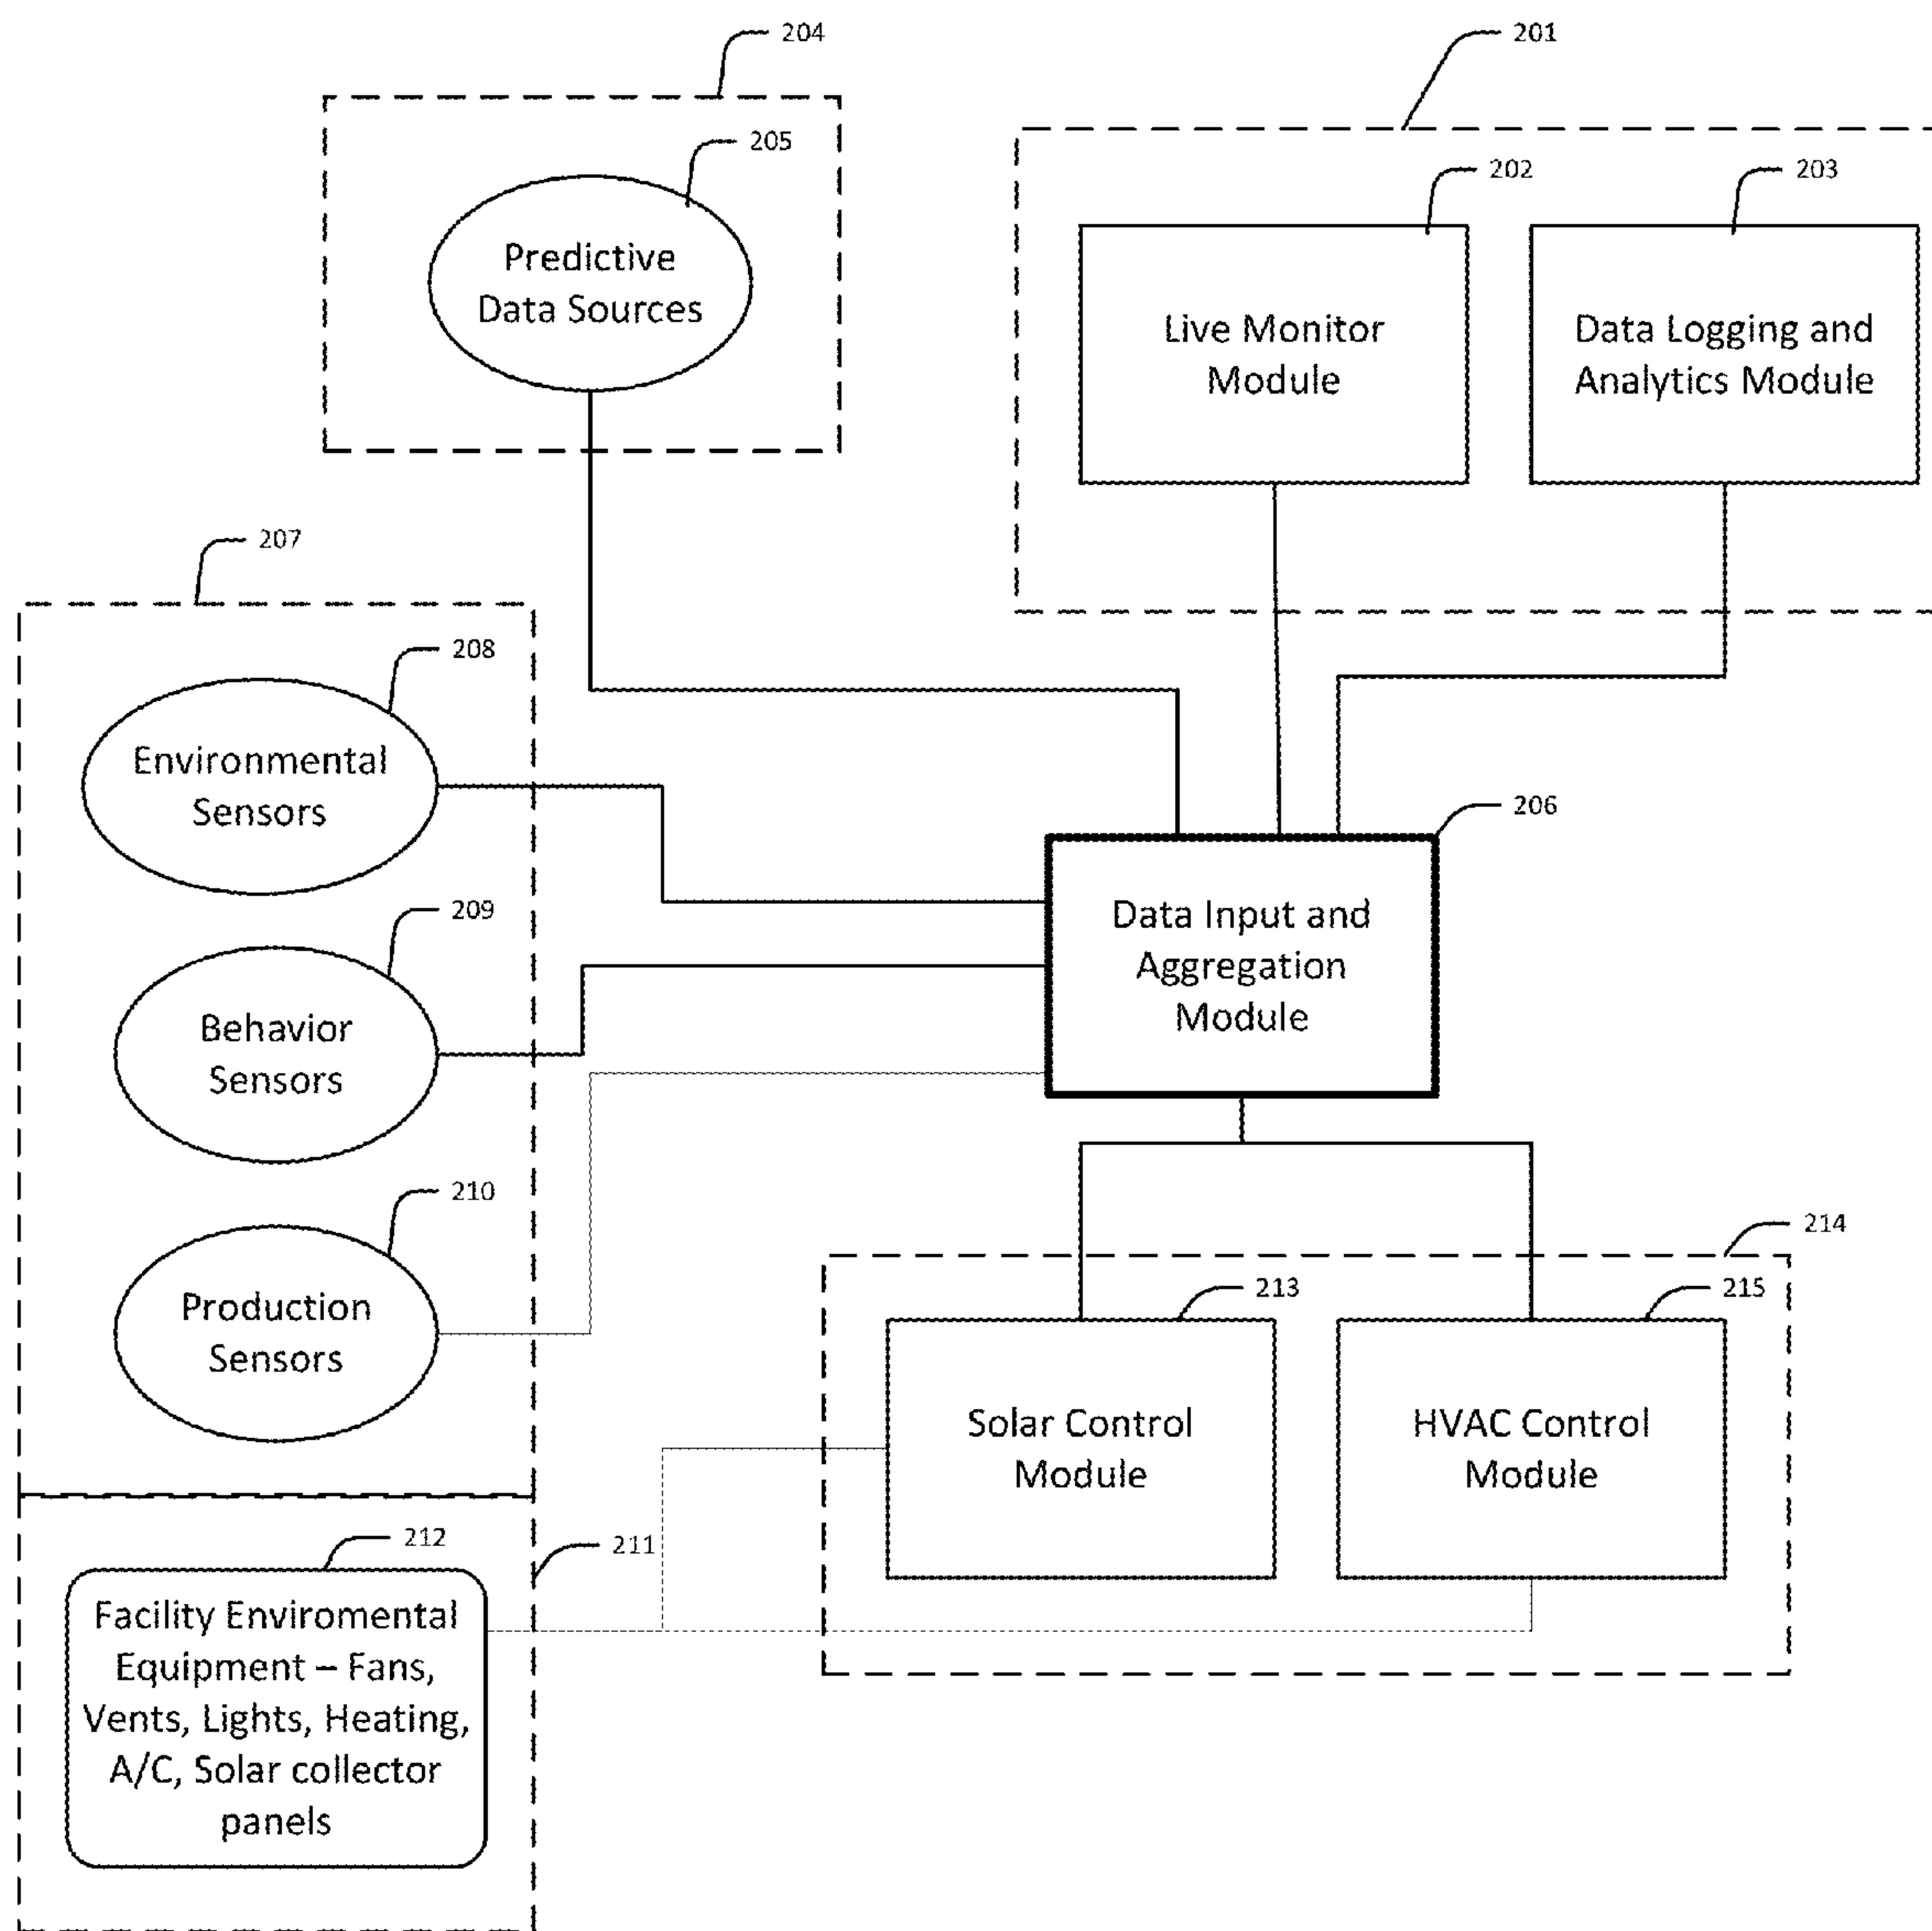 204
201
205
202
203
Predictive
Data Sources
Live Monitor
Module
Data Logging and
Analytics Module
207
208
Environmental
Sensors
206
Data Input and
Aggregation
Module
209
Behavior
Sensors
210
Production
Sensors
214
213
215
Solar Control
Module
HVAC Control
Module
212
211
Facility Enviromental
Equipment – Fans,
Vents, Lights, Heating,
A/C, Solar collector
panels